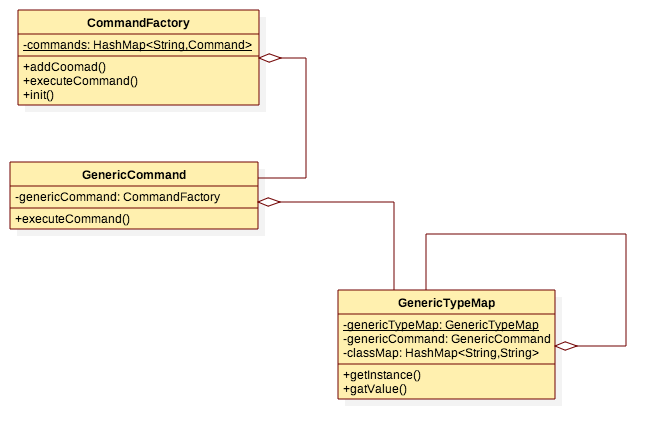 CommandFactory
-commands: HashMap<String,Command>
+addCoomad()
+executeCommand()
+init()
GenericCommand
-genericCommand: CommandFactory
+executeCommand()
GenericTypeMap
-genericTypeMap: GenericTypeMap
-genericCommand: GenericCommand
-classMap: HashMap<String,String>
+getInstance()
+gatValue()